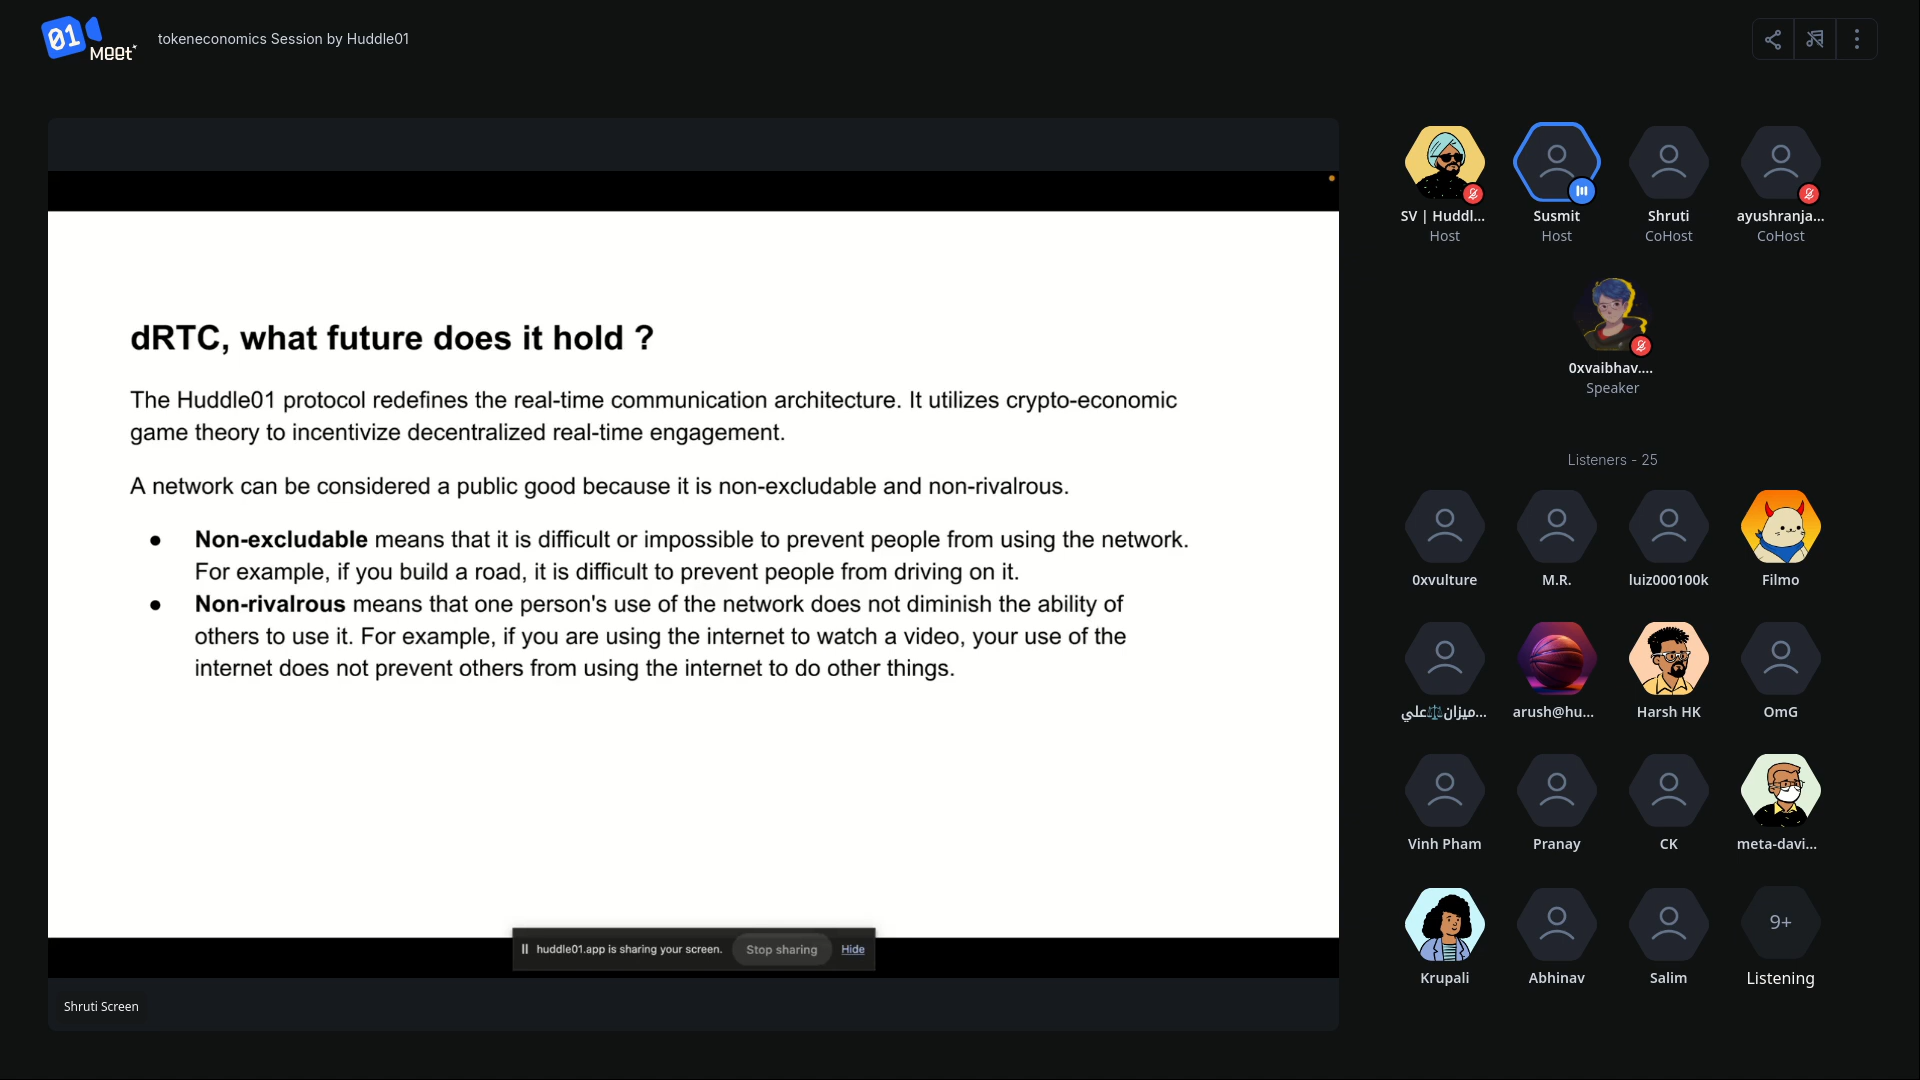 01
Meet
tokeneconomics Session by Huddle01
dRTC, what future does it hold ?
The Huddle01 protocol redefines the real-time communication architecture. It utilizes crypto-economic
game theory to incentivize decentralized real-time engagement.
A network can be considered a public good because it is non-excludable and non-rivalrous.
● Non-excludable means that it is difficult or impossible to prevent people from using the network.
For example, if you build a road, it is difficult to prevent people from driving on it.
● Non-rivalrous means that one person's use of the network does not diminish the ability of
others to use it. For example, if you are using the internet to watch a video, your use of the
internet does not prevent others from using the internet to do other things.
huddle01.app is sharing your screen. Stop sharing Hide
Shruti Screen
SV | Huddl... Susmit Shruti ayushranja...
Host Host CoHost CoHost
0xvaibhav....
Speaker
Listeners - 25
0xvulture M.R. luiz000100k Filmo
ميزان⚖️علي... arush@hu... Harsh HK OmG
Vinh Pham Pranay CK meta-davi...
9+
Krupali Abhinav Salim Listening